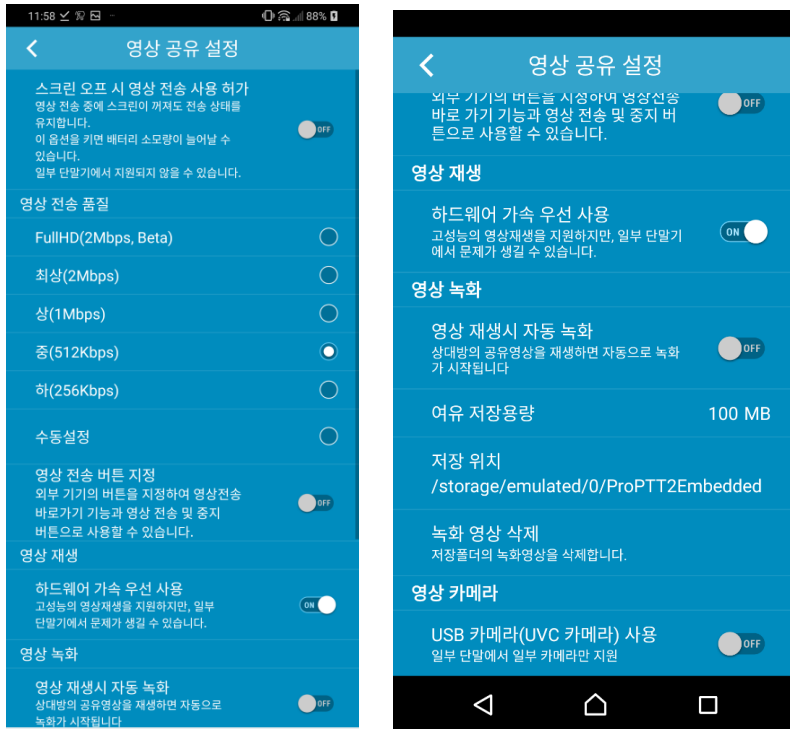 11:58
88%
영상 공유 설정
스크린 오프 시 영상 전송 사용 허가
영상 전송 중에 스크린이 꺼져도 전송 상태를
유지합니다.
이 옵션을 키면 배터리 소모량이 늘어날 수
있습니다.
일부 단말기에서 지원되지 않을 수 있습니다.
OFF
영상 전송 품질
FullHD(2Mbps, Beta)
최상(2Mbps)
상(1Mbps)
중(512Kbps)
하(256Kbps)
수동설정
영상 전송 버튼 지정
외부 기기의 버튼을 지정하여 영상전송
바로가기 기능과 영상 전송 및 중지
버튼으로 사용할 수 있습니다.
OFF
영상 재생
하드웨어 가속 우선 사용
고성능의 영상재생을 지원하지만, 일부
단말기에서 문제가 생길 수 있습니다.
ON
영상 녹화
영상 재생시 자동 녹화
상대방의 공유영상을 재생하면 자동으로
녹화가 시작됩니다
OFF
영상 공유 설정
외부 기기의 버튼을 지정하여 영상전송
바로 가기 기능과 영상 전송 및 중지 버
튼으로 사용할 수 있습니다.
OFF
영상 재생
하드웨어 가속 우선 사용
고성능의 영상재생을 지원하지만, 일부 단말기
에서 문제가 생길 수 있습니다.
ON
영상 녹화
영상 재생시 자동 녹화
상대방의 공유영상을 재생하면 자동으로 녹화
가 시작됩니다
OFF
여유 저장용량
100 MB
저장 위치
/storage/emulated/0/ProPTT2Embedded
녹화 영상 삭제
저장폴더의 녹화영상을 삭제합니다.
영상 카메라
USB 카메라(UVC 카메라) 사용
일부 단말에서 일부 카메라만 지원
OFF